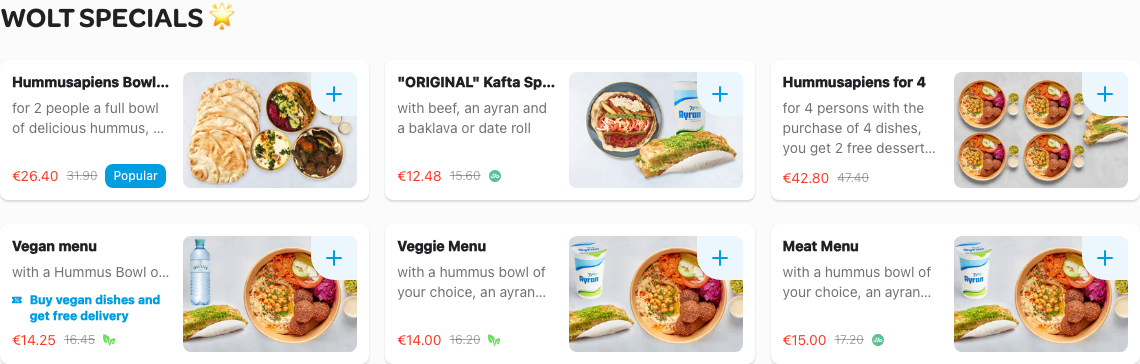 WOLT SPECIALS 🌟
Hummusapiens Bowl...
for 2 people a full bowl
of delicious hummus, ...
€26.40 31.90 Popular
"ORIGINAL" Kafta Sp...
with beef, an ayran and
a baklava or date roll
€12.48 15.60
Ayran
Hummusapiens for 4
for 4 persons with the
purchase of 4 dishes,
you get 2 free dessert...
€42.80 47.40
Vegan menu
with a Hummus Bowl o...
Buy vegan dishes and
get free delivery
€14.25 16.45
Veggie Menu
with a hummus bowl of
your choice, an ayran...
€14.00 16.20
Ayran
Meat Menu
with a hummus bowl of
your choice, an ayran...
€15.00 17.20
Ayran